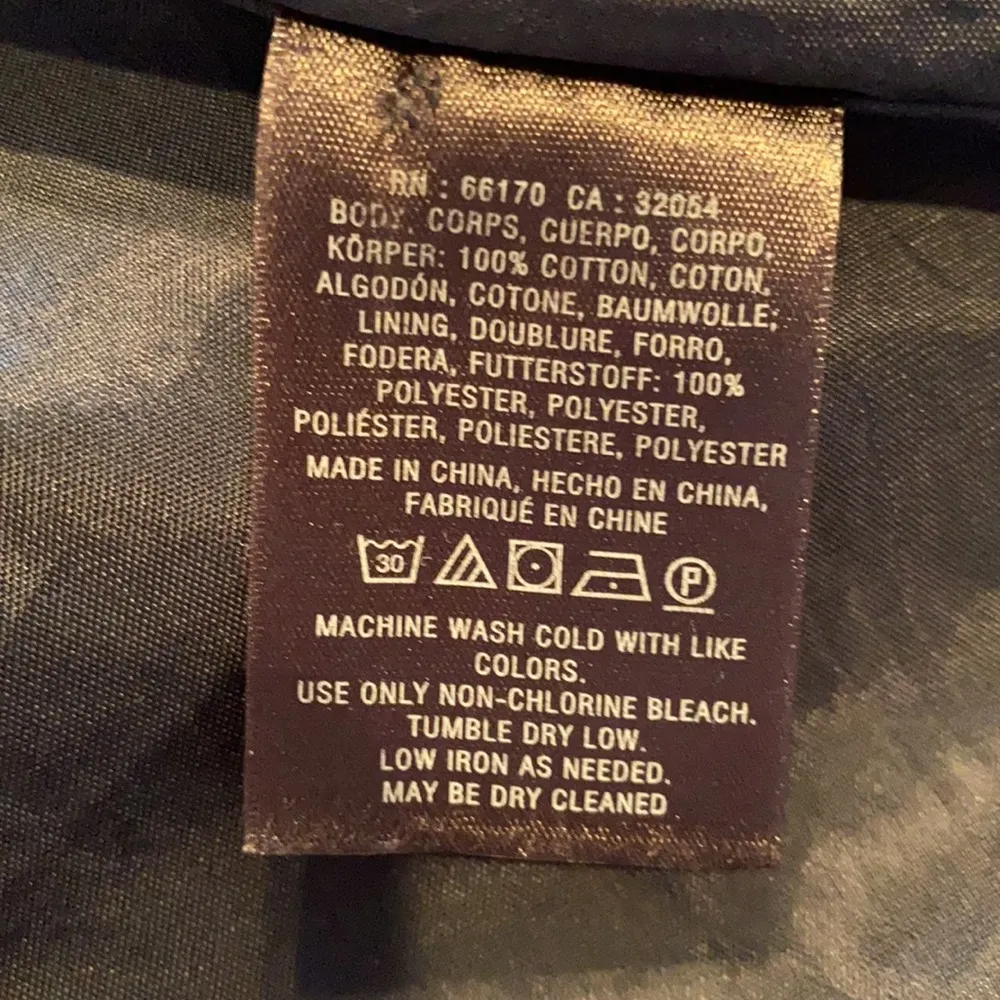 RN : 66170 CA : 32054
BODY, CORPS, CUERPO, CORPO,
KÖRPER: 100% COTTON, COTON,
ALGODÓN, COTONE, BAUMWOLLE;
LINING, DOUBLURE, FORRO,
FODERA, FUTTERSTOFF: 100%
POLYESTER, POLYESTER,
POLIÉSTER, POLIESTERE, POLYESTER
MADE IN CHINA, HECHO EN CHINA,
FABRIQUÉ EN CHINE
30 P
MACHINE WASH COLD WITH LIKE
COLORS.
USE ONLY NON-CHLORINE BLEACH.
TUMBLE DRY LOW.
LOW IRON AS NEEDED.
MAY BE DRY CLEANED